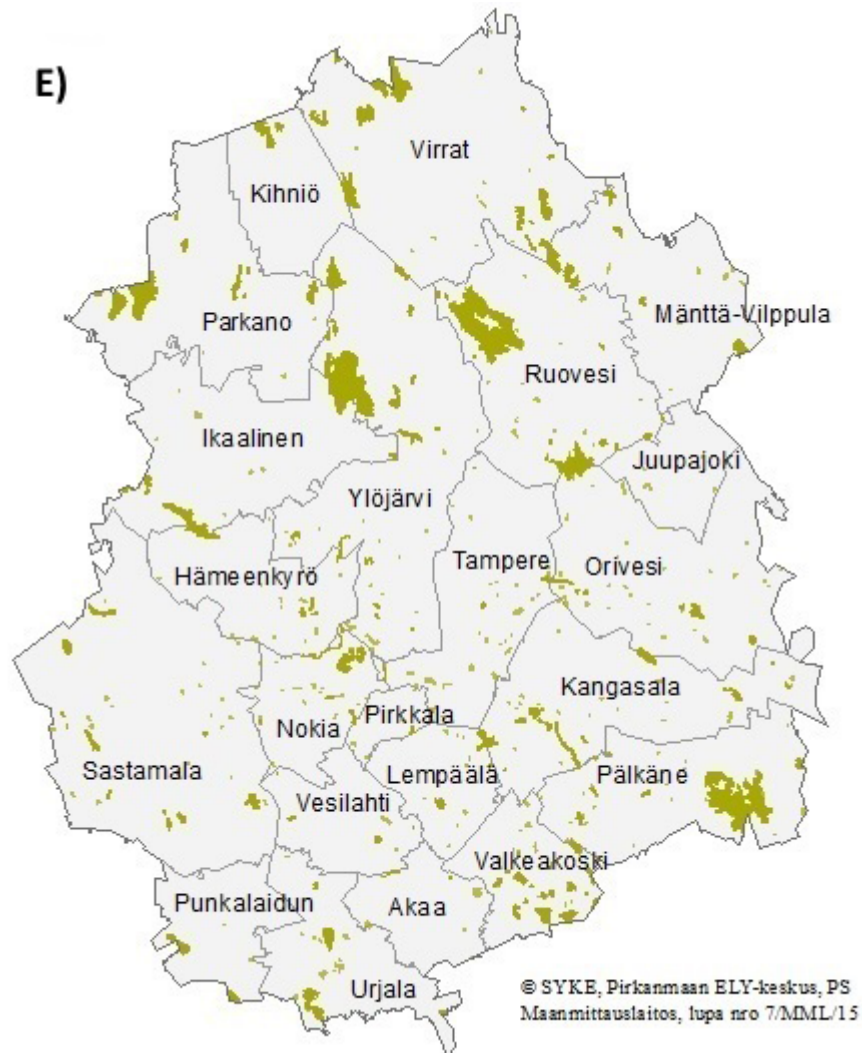 E)
Virrat
Kihniö
Mänttä-Vilppula
Parkano
Ruovesi
Ikaalinen
Juupajoki
Ylöjärvi
Tampere
Orivesi
Hämeenkyrö
Kangasala
Pirkkala
Nokia
Sastamala
Lempäälä
Pälkäne
Vesilahti
Valkeakoski
Punkalaidun
Akaa
Urjala
© SYKE, Pirkanmaan ELY-keskus, PS
Maanmittauslaitos, lupa nro 7/MML/15